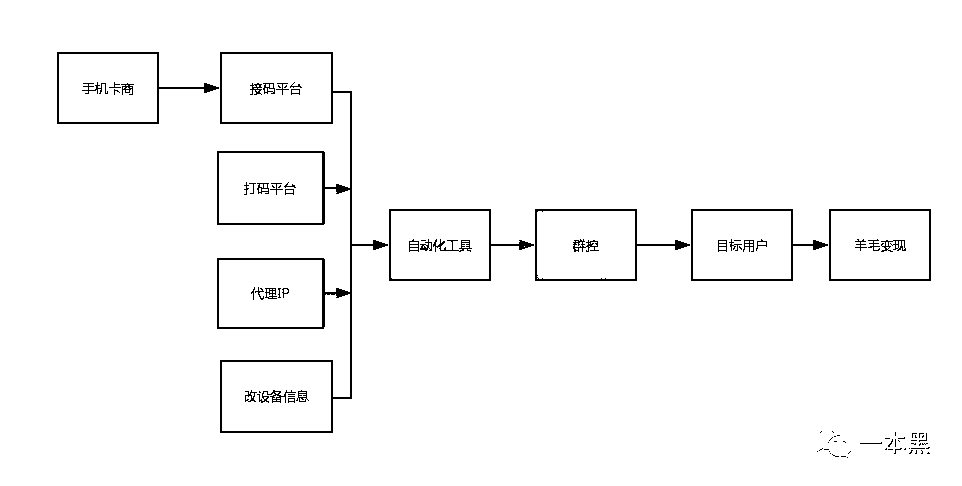 手机卡商
接码平台
打码平台
代理IP
改设备信息
自动化工具
群控
目标用户
羊毛变现
一本黑